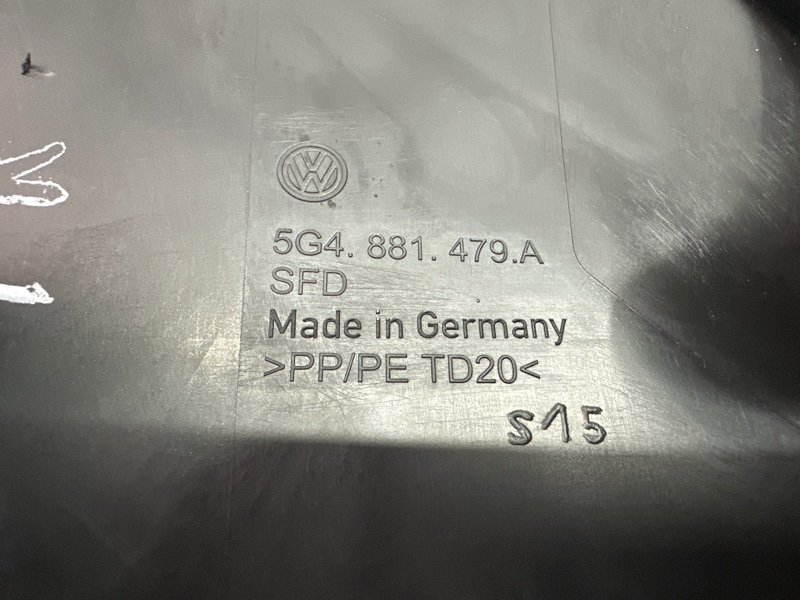 5G4. 881. 479.A
SFD
Made in Germany
>PP/PE TD20<
S15